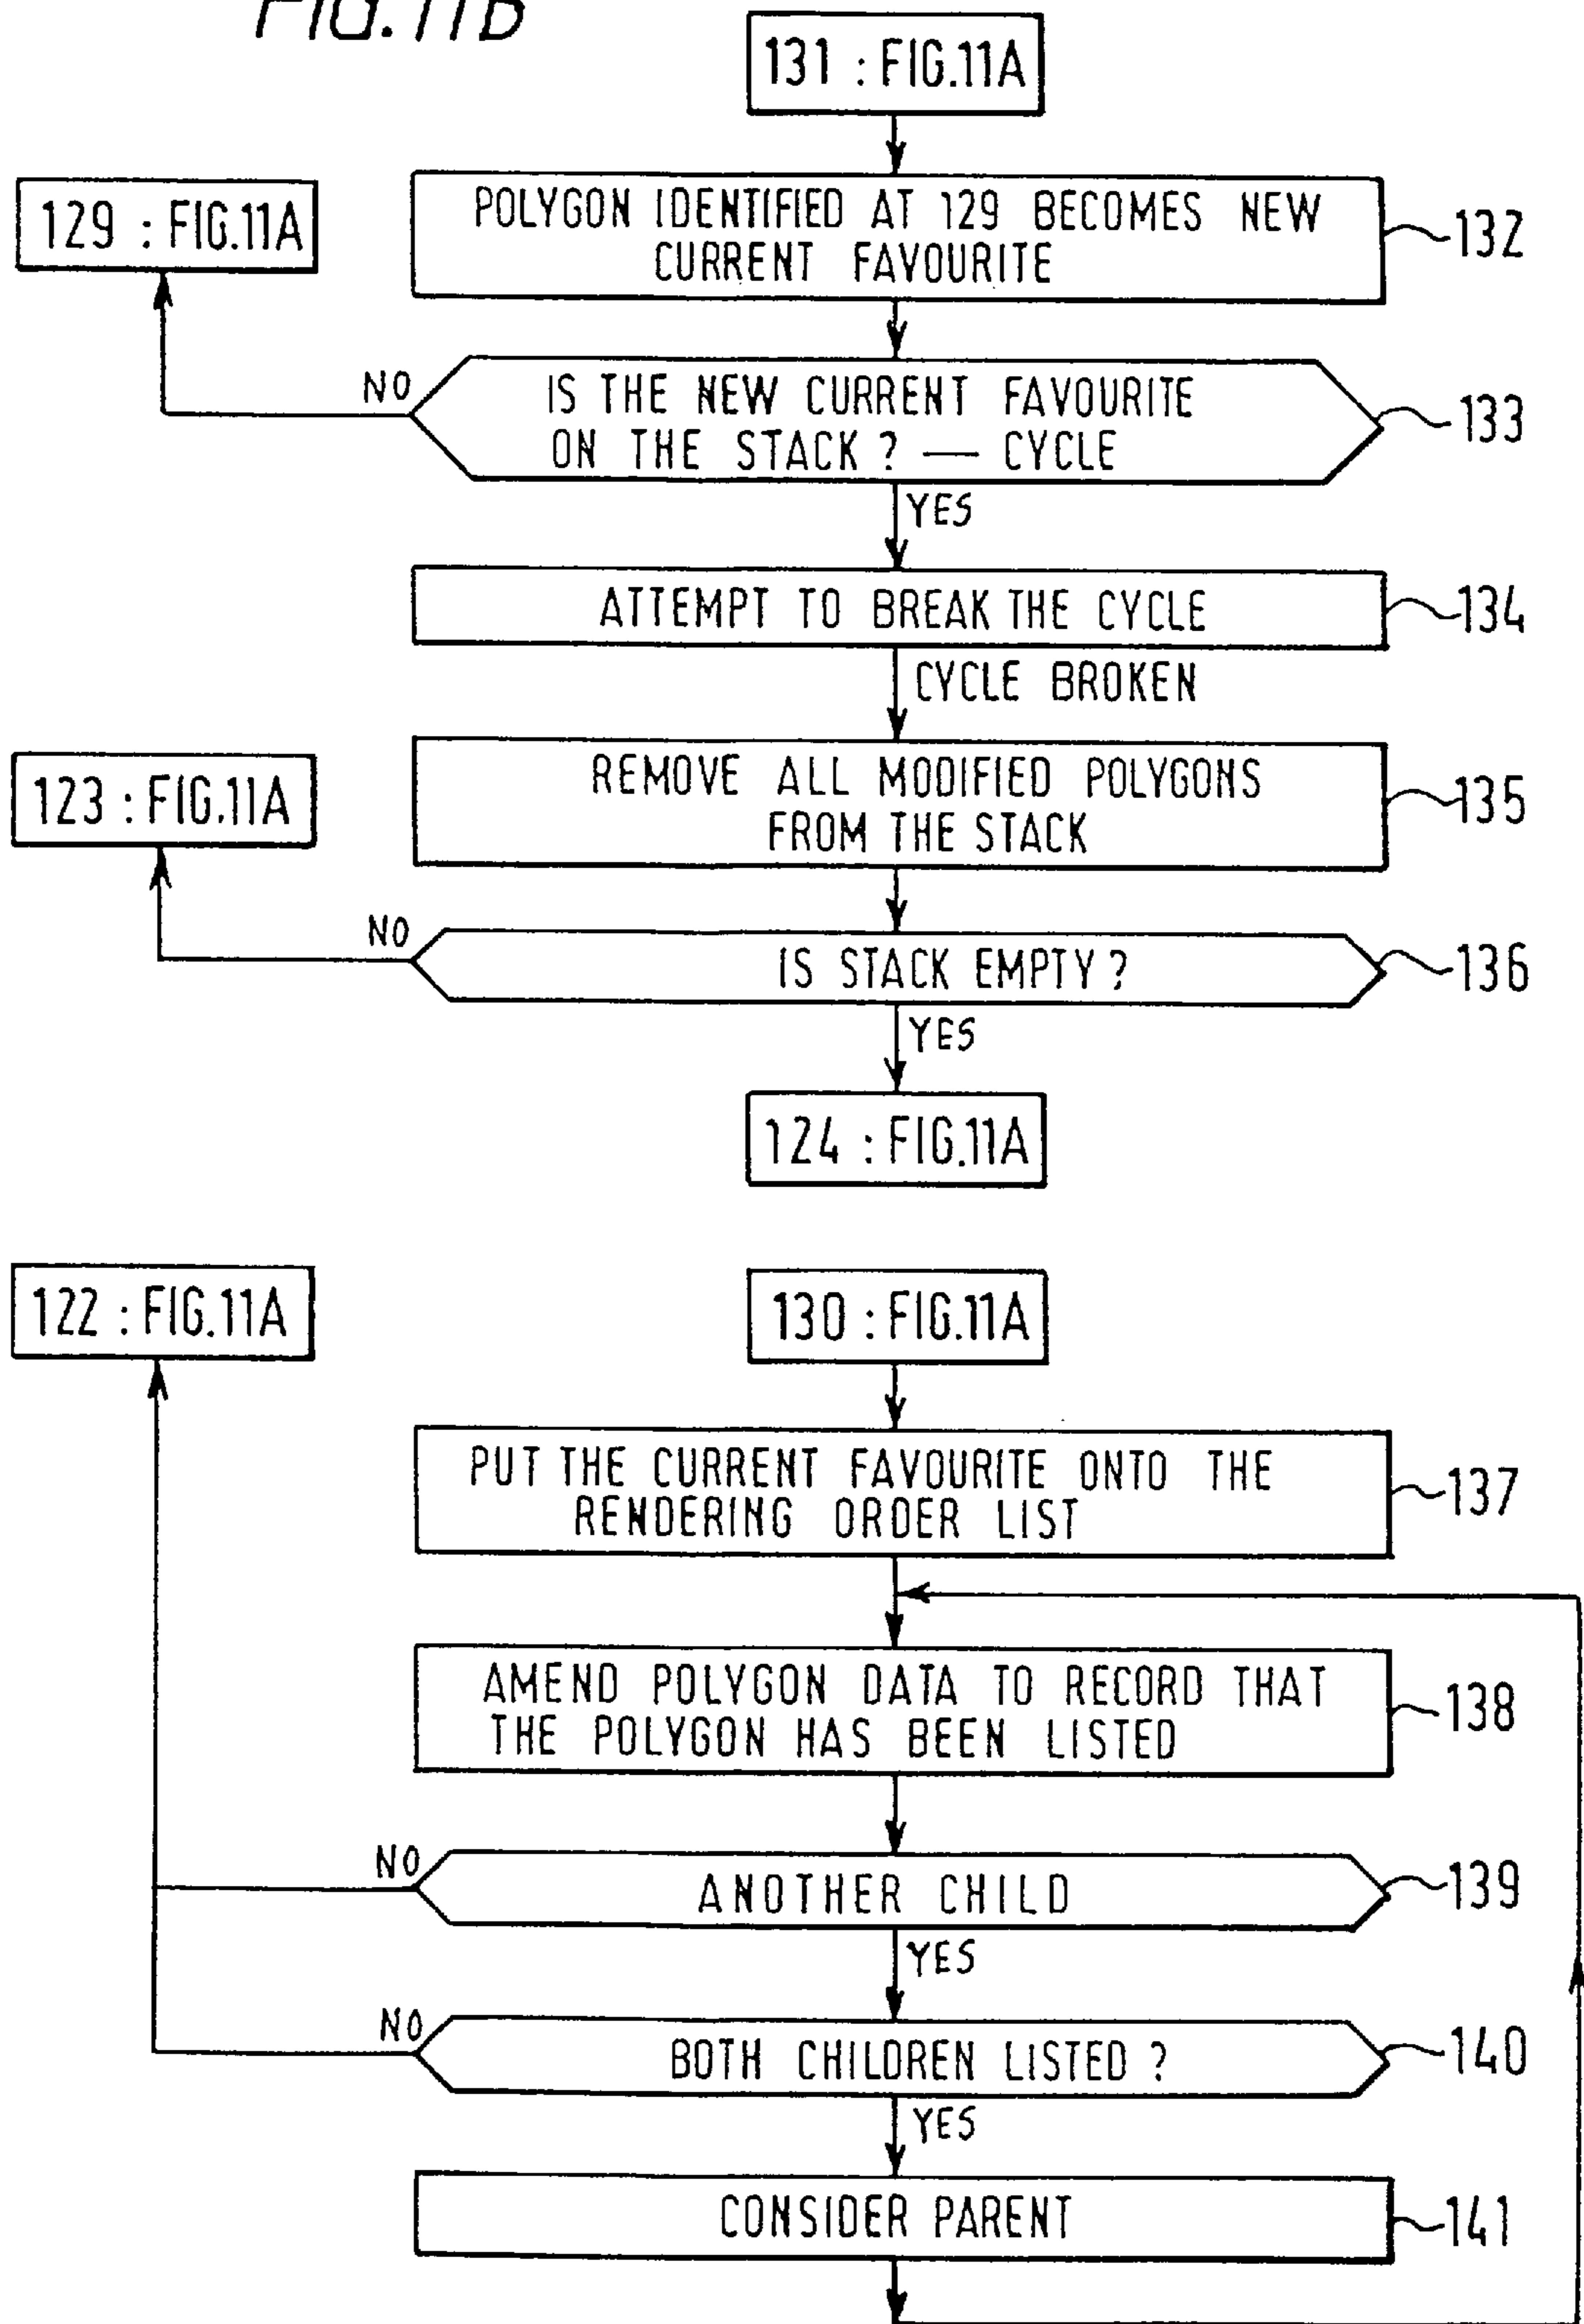 FIG.11B
131 : FIG.11A
129 : FIG.11A
POLYGON IDENTIFIED AT 129 BECOMES NEW
CURRENT FAVOURITE
132
NO
IS THE NEW CURRENT FAVOURITE
ON THE STACK ? — CYCLE
133
YES
ATTEMPT TO BREAK THE CYCLE
134
CYCLE BROKEN
123 : FIG.11A
REMOVE ALL MODIFIED POLYGONS
FROM THE STACK
135
NO
IS STACK EMPTY ?
136
YES
124 : FIG.11A
122 : FIG.11A
130 : FIG.11A
PUT THE CURRENT FAVOURITE ONTO THE
RENDERING ORDER LIST
137
AMEND POLYGON DATA TO RECORD THAT
THE POLYGON HAS BEEN LISTED
138
NO
ANOTHER CHILD
139
YES
NO
BOTH CHILDREN LISTED ?
140
YES
CONSIDER PARENT
141